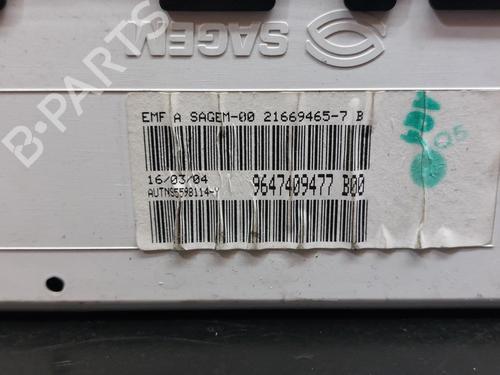 SAGEM
EMF A SAGEM-00 21669465-7 B
16/03/04
9647409477 B00
AUTNS5598114-Y
B-PARTS